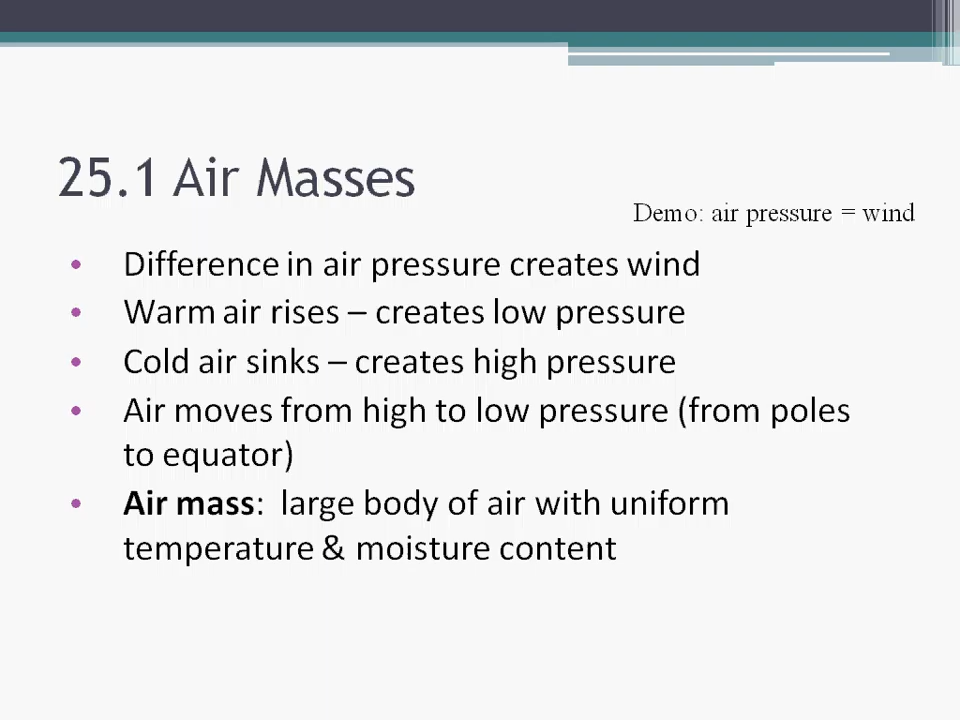 25.1 Air Masses
Demo: air pressure = wind
• Difference in air pressure creates wind
• Warm air rises – creates low pressure
• Cold air sinks – creates high pressure
• Air moves from high to low pressure (from poles
to equator)
• Air mass:  large body of air with uniform
temperature & moisture content